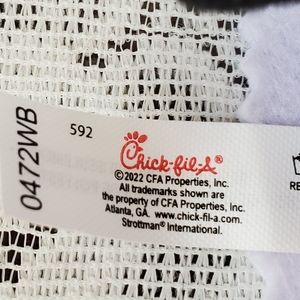 0472WB
592
Chick-fil-A®
©2022 CFA Properties, Inc.
All trademarks shown are
the property of CFA Properties, Inc.
Atlanta, GA. www.chick-fil-a.com
Strottman® International.
RE